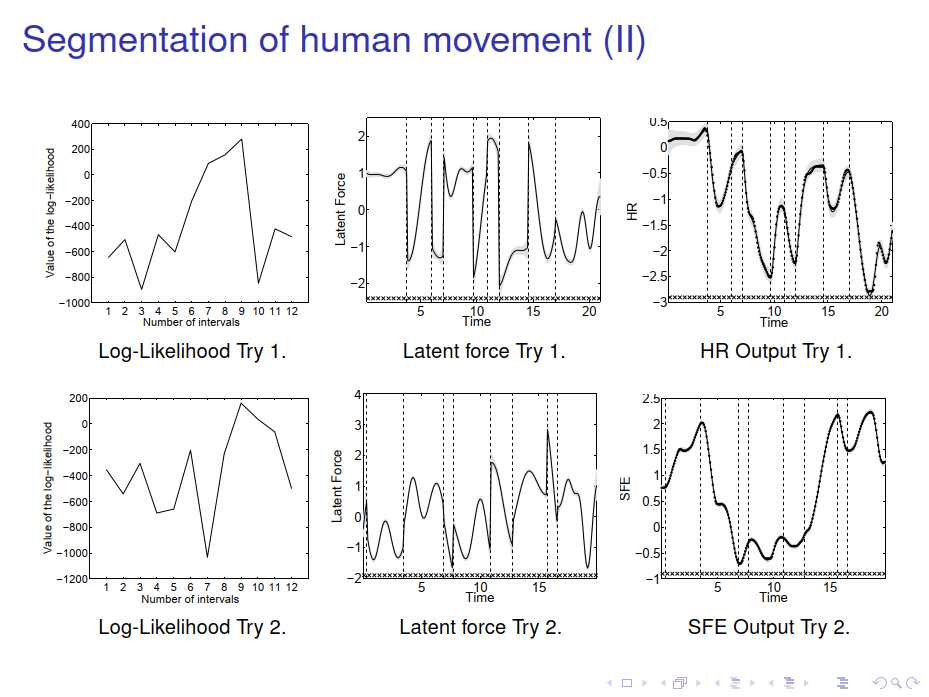 Segmentation of human movement (II)
400
200
0
−200
−400
−600
−800
−1000
Value of the log−likelihood
1 2 3 4 5 6 7 8 9 10 11 12
Number of intervals
Log-Likelihood Try 1.
2
1
0
−1
−2
Latent Force
5 10 15 20
Time
Latent force Try 1.
0.5
0
−0.5
−1
−1.5
−2
−2.5
−3
HR
5 10 15 20
Time
HR Output Try 1.
200
0
−200
−400
−600
−800
−1000
−1200
Value of the log−likelihood
1 2 3 4 5 6 7 8 9 10 11 12
Number of intervals
Log-Likelihood Try 2.
4
3
2
1
0
−1
−2
Latent Force
5 10 15
Time
Latent force Try 2.
2.5
2
1.5
1
0.5
0
−0.5
−1
SFE
5 10 15
Time
SFE Output Try 2.